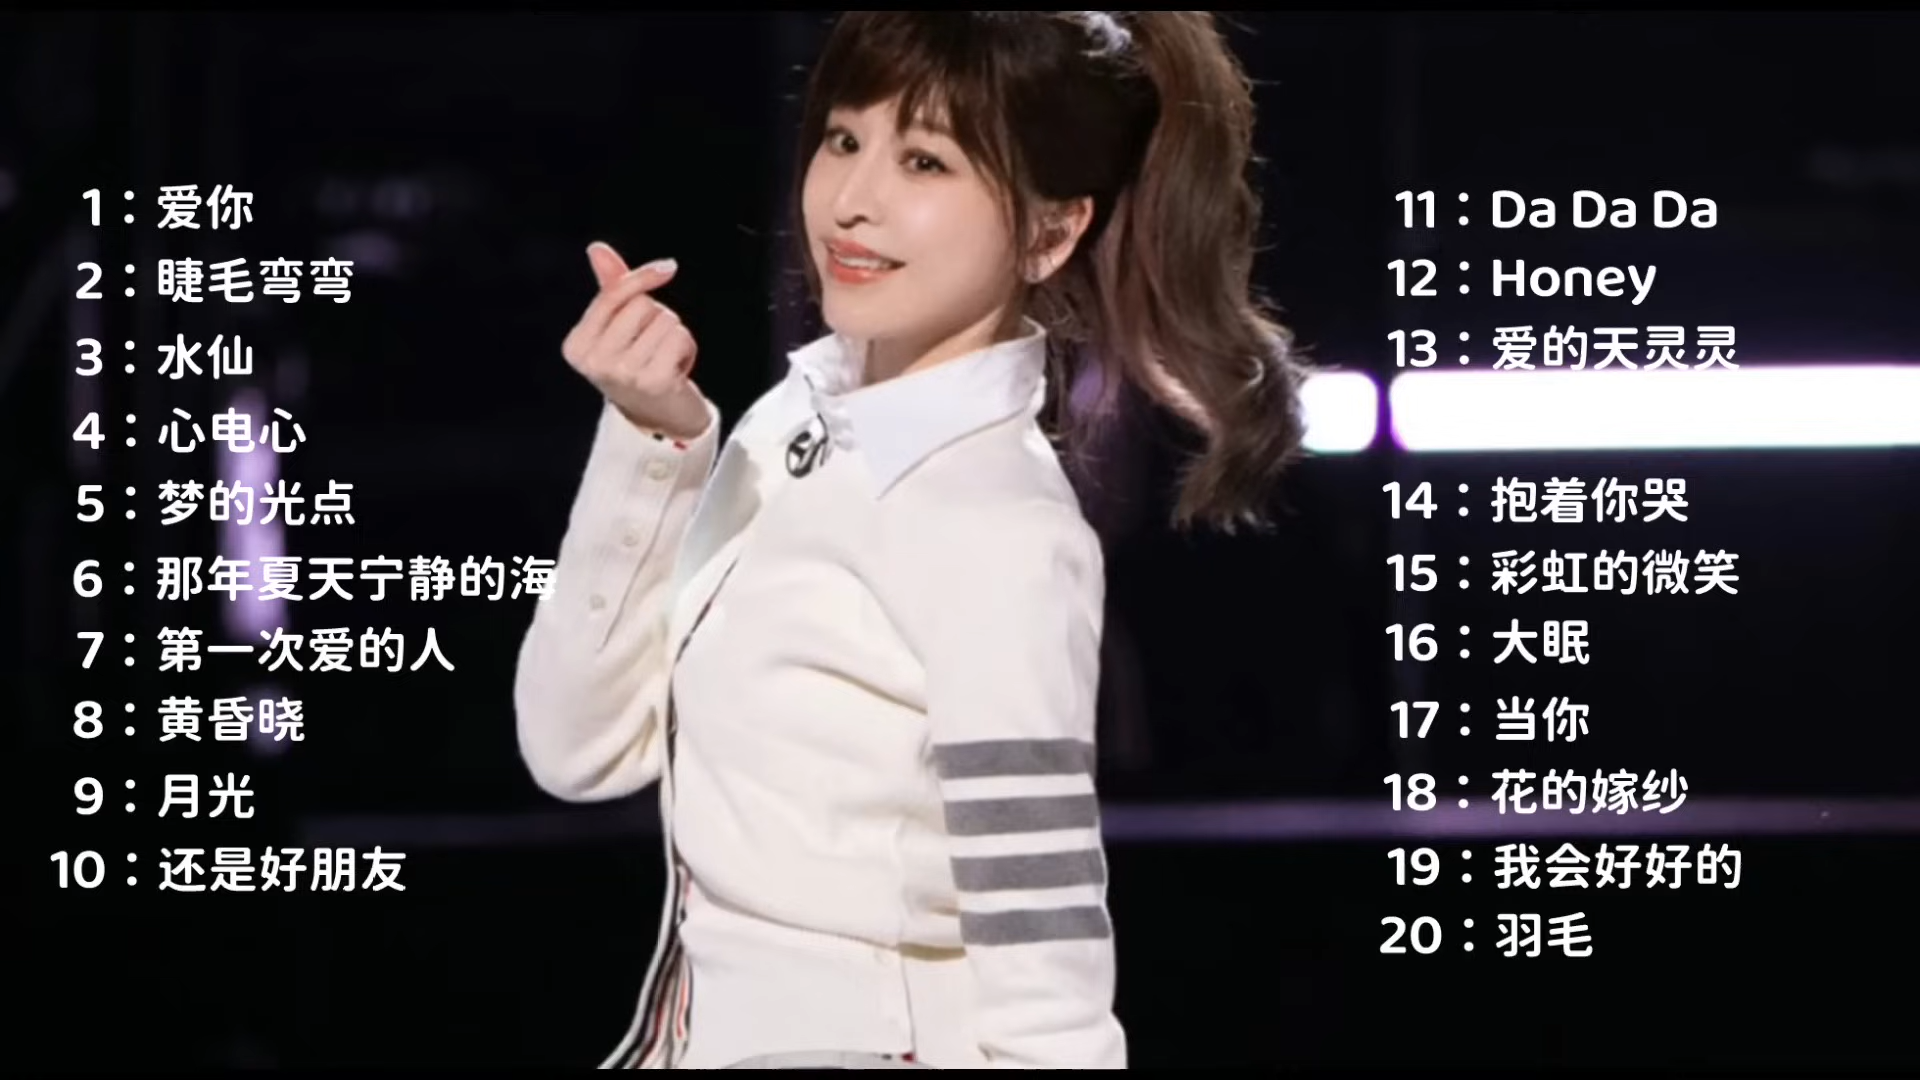 1：爱你
2：睫毛弯弯
3：水仙
4：心电心
5：梦的光点
6：那年夏天宁静的海
7：第一次爱的人
8：黄昏晓
9：月光
10：还是好朋友
11：Da Da Da
12：Honey
13：爱的天灵灵
14：抱着你哭
15：彩虹的微笑
16：大眠
17：当你
18：花的嫁纱
19：我会好好的
20：羽毛